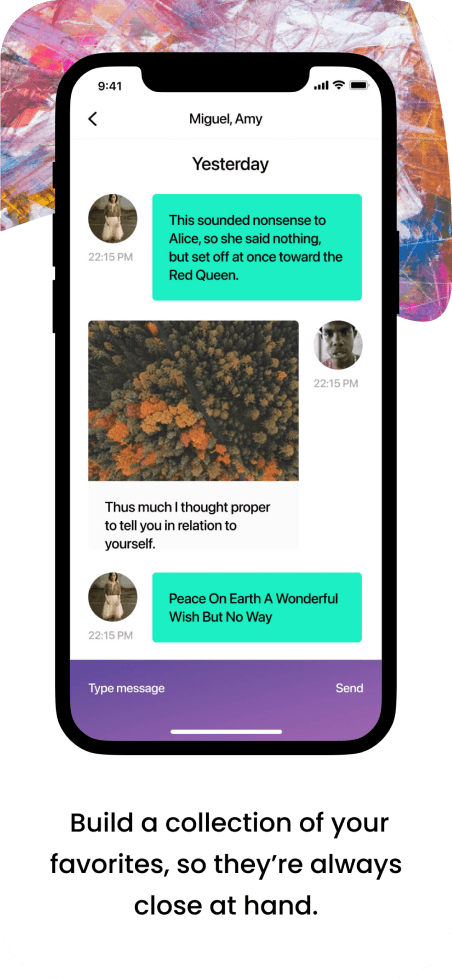 9:41
Miguel, Amy
Yesterday
This sounded nonsense to
Alice, so she said nothing,
but set off at once toward the
Red Queen.
22:15 PM
22:15 PM
Thus much I thought proper
to tell you in relation to
yourself.
Peace On Earth A Wonderful
Wish But No Way
22:15 PM
Type message
Send
Build a collection of your
favorites, so they’re always
close at hand.